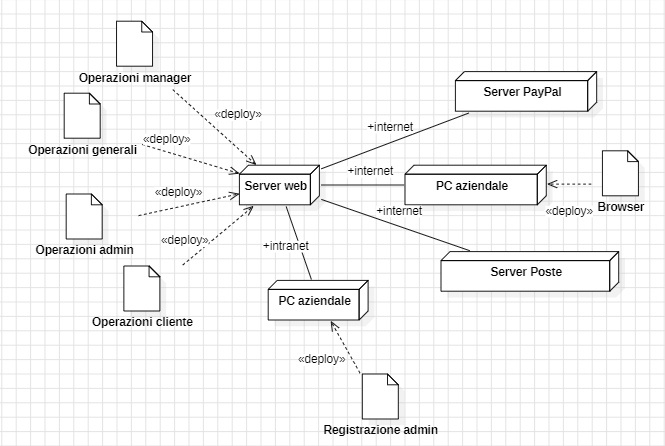 Operazioni manager
Server PayPal
«deploy»
+internet
«deploy»
Operazioni generali
+internet
Server web
PC aziendale
«deploy»
Browser
+internet
«deploy»
Operazioni admin
«deploy»
+intranet
Server Poste
PC aziendale
Operazioni cliente
«deploy»
Registrazione admin